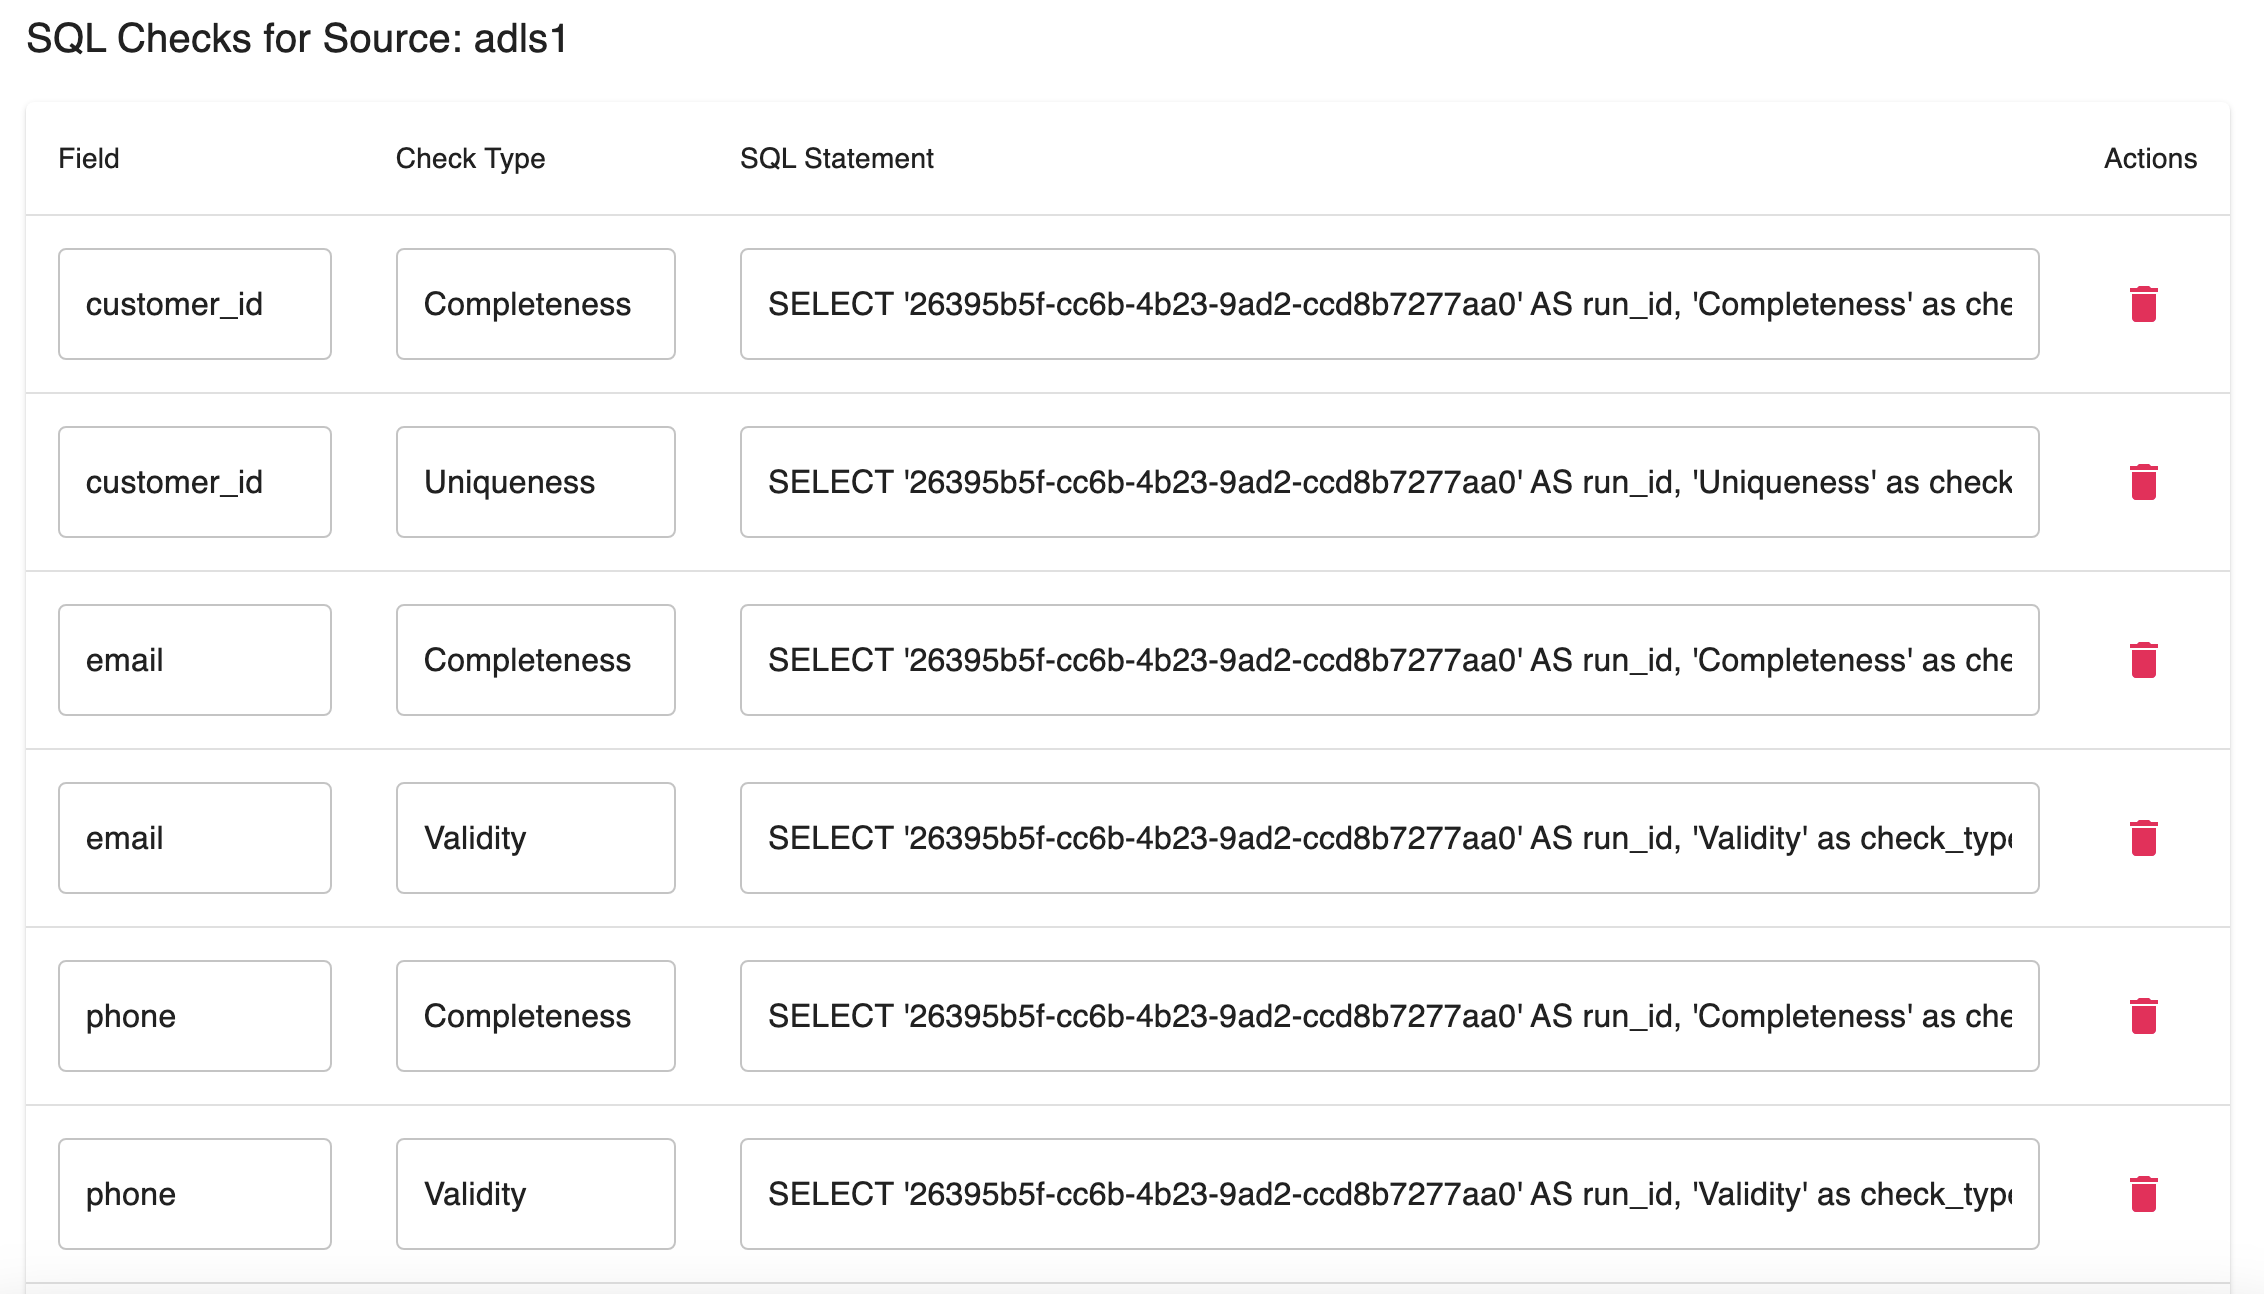 SQL Checks for Source: adls1
Field Check Type SQL Statement Actions
customer_id Completeness SELECT '26395b5f-cc6b-4b23-9ad2-ccd8b7277aa0' AS run_id, 'Completeness' as che
customer_id Uniqueness SELECT '26395b5f-cc6b-4b23-9ad2-ccd8b7277aa0' AS run_id, 'Uniqueness' as check
email Completeness SELECT '26395b5f-cc6b-4b23-9ad2-ccd8b7277aa0' AS run_id, 'Completeness' as che
email Validity SELECT '26395b5f-cc6b-4b23-9ad2-ccd8b7277aa0' AS run_id, 'Validity' as check_type
phone Completeness SELECT '26395b5f-cc6b-4b23-9ad2-ccd8b7277aa0' AS run_id, 'Completeness' as che
phone Validity SELECT '26395b5f-cc6b-4b23-9ad2-ccd8b7277aa0' AS run_id, 'Validity' as check_type